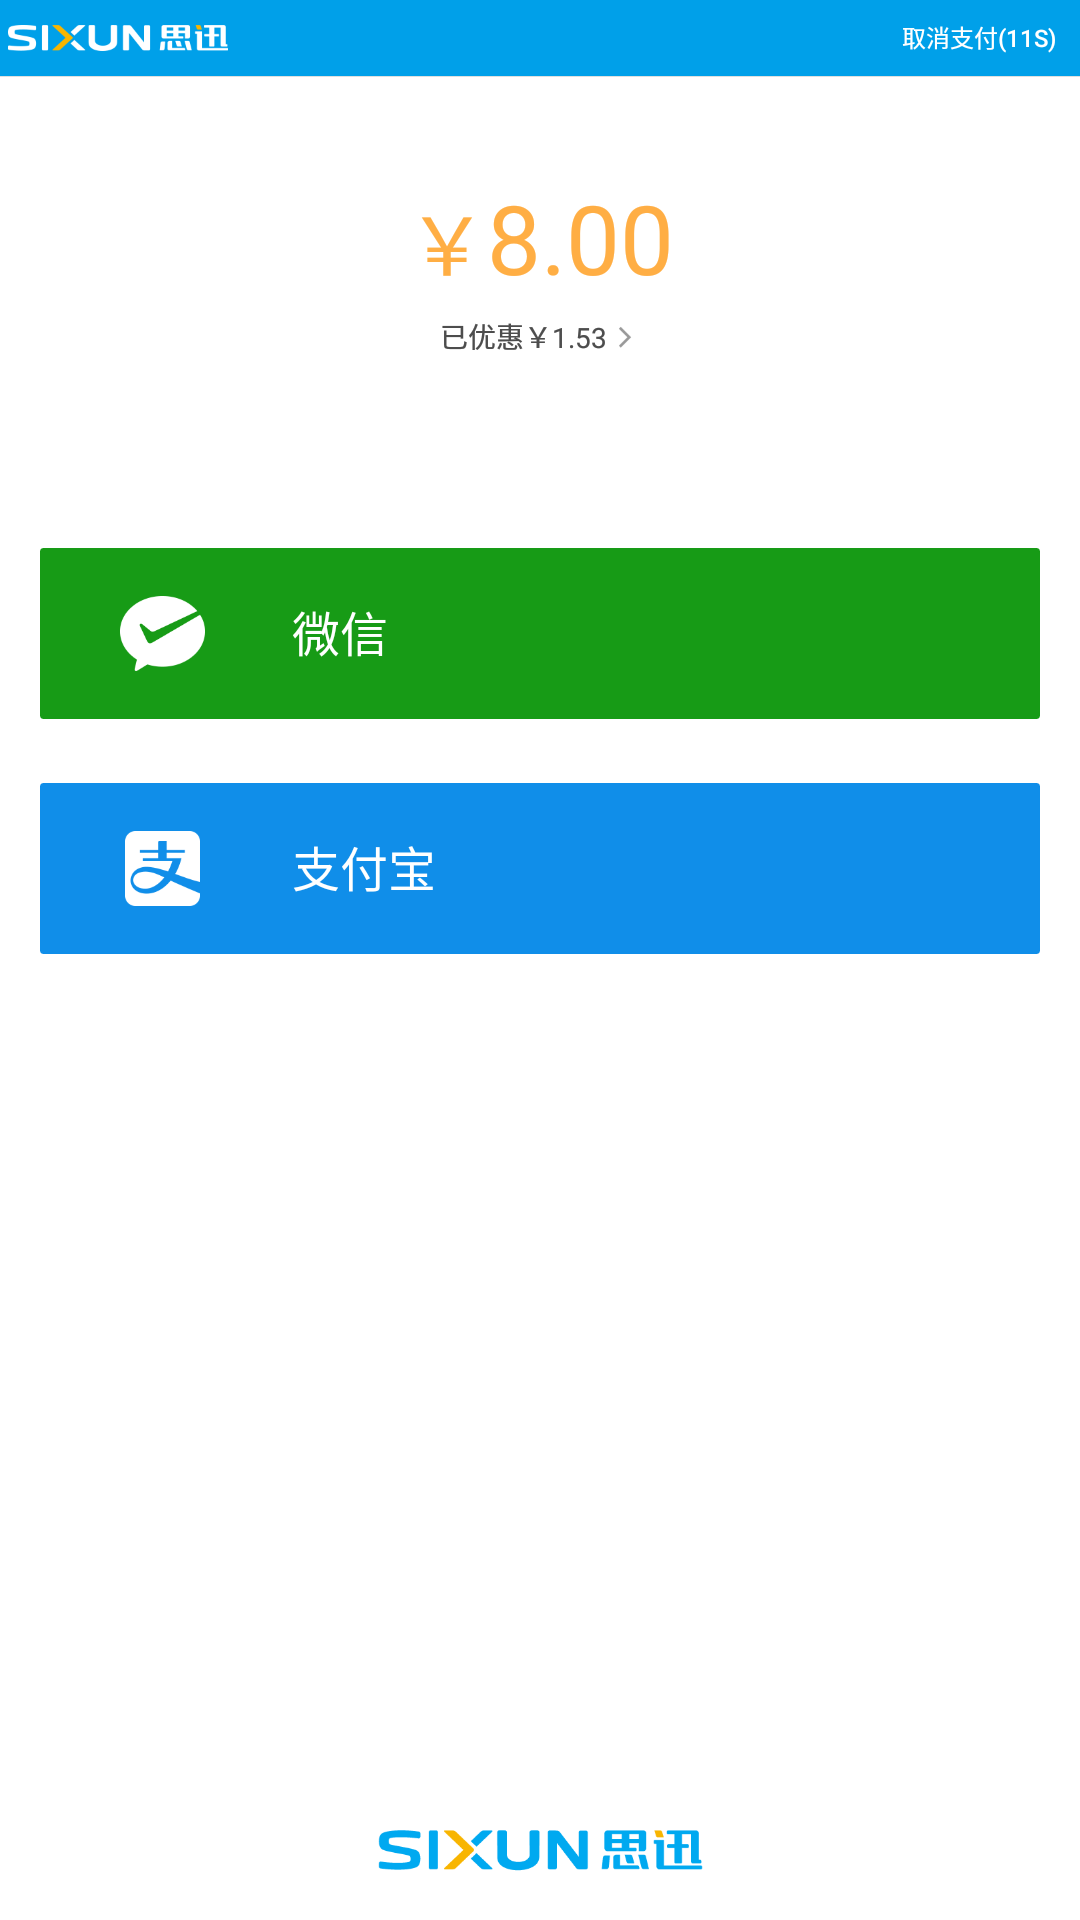 SIXUN 思迅
取消支付(11S)
￥8.00
已优惠￥1.53
微信
支 支付宝
SIXUN 思迅